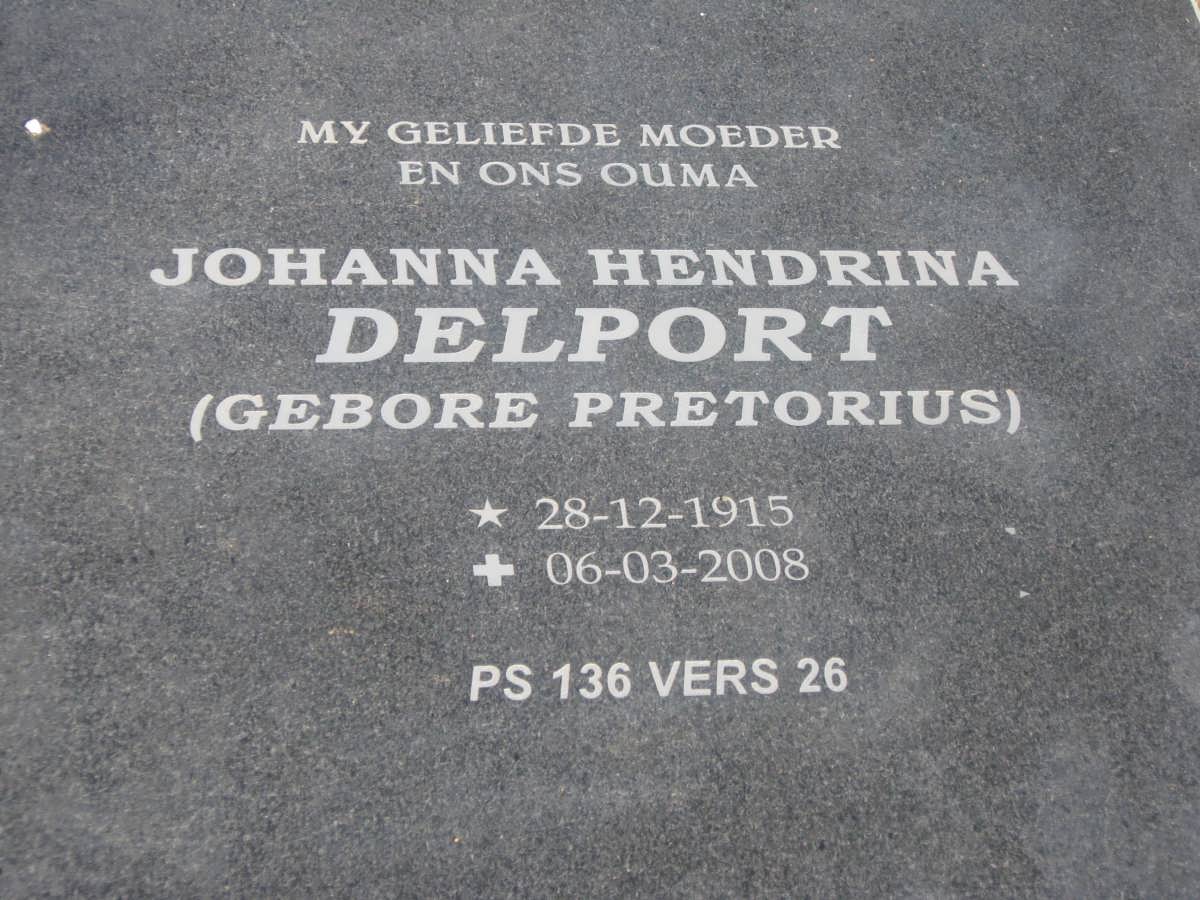 MY GELIEFDE MOEDER
EN ONS OUMA
JOHANNA HENDRINA
DELPORT
(GEBORE PRETORIUS)
★ 28-12-1915
✚ 06-03-2008
PS 136 VERS 26